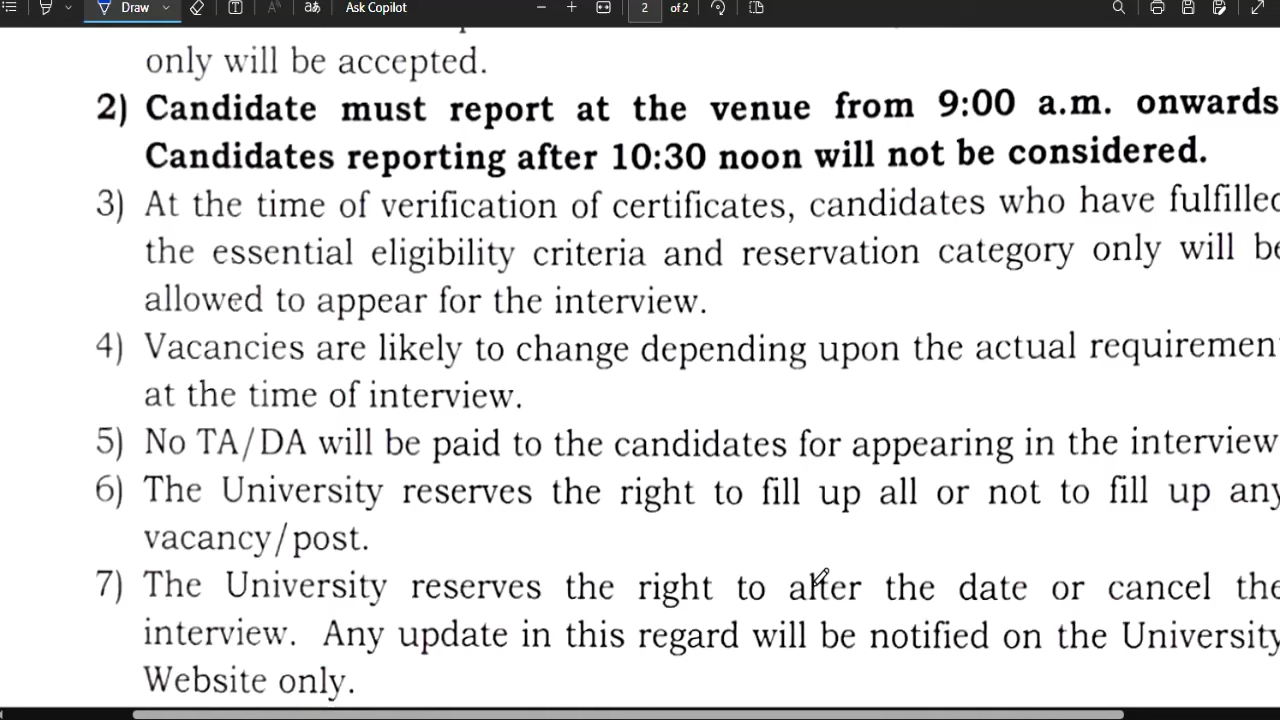 Draw
Ask Copilot
2 of 2
only will be accepted.
2) Candidate must report at the venue from 9:00 a.m. onwards
Candidates reporting after 10:30 noon will not be considered.
3) At the time of verification of certificates, candidates who have fulfilled
the essential eligibility criteria and reservation category only will be
allowed to appear for the interview.
4) Vacancies are likely to change depending upon the actual requirement
at the time of interview.
5) No TA/DA will be paid to the candidates for appearing in the interview
6) The University reserves the right to fill up all or not to fill up any
vacancy/post.
7) The University reserves the right to alter the date or cancel the
interview. Any update in this regard will be notified on the University
Website only.